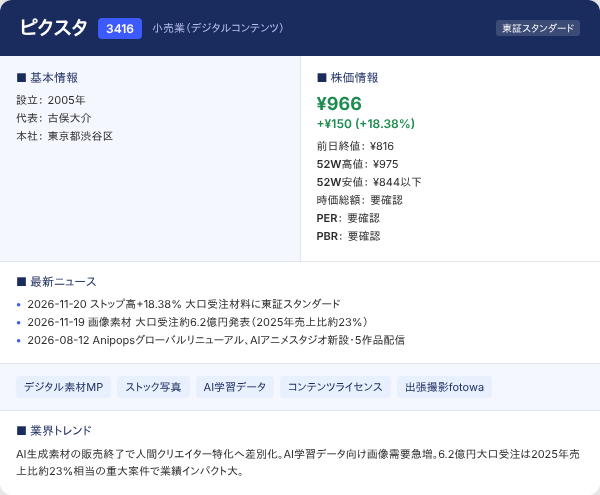 ピクスタ 3416 小売業（デジタルコンテンツ） 東証スタンダード
■ 基本情報
設立: 2005年
代表: 古俣大介
本社: 東京都渋谷区
■ 株価情報
¥966
+¥150 (+18.38%)
前日終値: ¥816
52W高値: ¥975
52W安値: ¥844以下
時価総額: 要確認
PER: 要確認
PBR: 要確認
■ 最新ニュース
• 2026-11-20 ストップ高+18.38% 大口受注材料に東証スタンダード
• 2026-11-19 画像素材 大口受注約6.2億円発表（2025年売上比約23%）
• 2026-08-12 Anipopsグローバルリニューアル、AIアニメスタジオ新設・5作品配信
デジタル素材MP ストック写真 AI学習データ コンテンツライセンス 出張撮影fotowa
■ 業界トレンド
AI生成素材の販売終了で人間クリエイター特化へ差別化。AI学習データ向け画像需要急増。6.2億円大口受注は2025年売
上比約23%相当の重大案件で業績インパクト大。